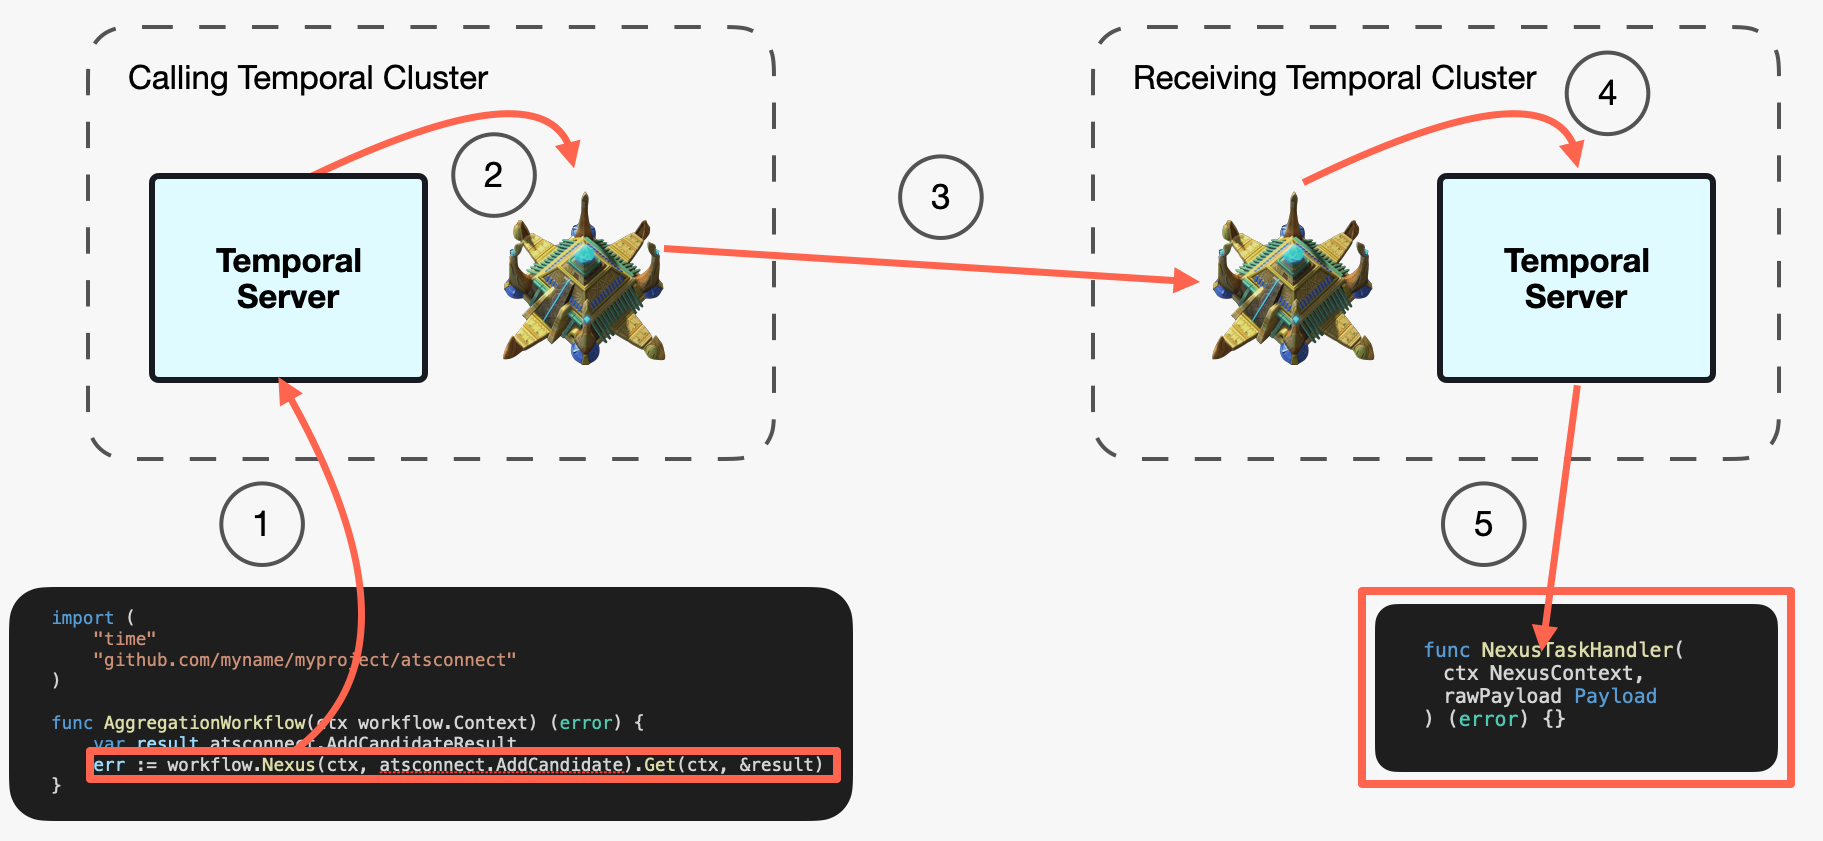 Calling Temporal Cluster
Receiving Temporal Cluster
4
2
3
Temporal
Server
Temporal
Server
1
5
import (
"time"
"github.com/myname/myproject/atsconnect"
)
func AggregationWorkflow(ctx workflow.Context) (error) {
var result atsconnect.AddCandidateResult
err := workflow.Nexus(ctx, atsconnect.AddCandidate).Get(ctx, &result)
}
func NexusTaskHandler(
ctx NexusContext,
rawPayload Payload
) (error) {}